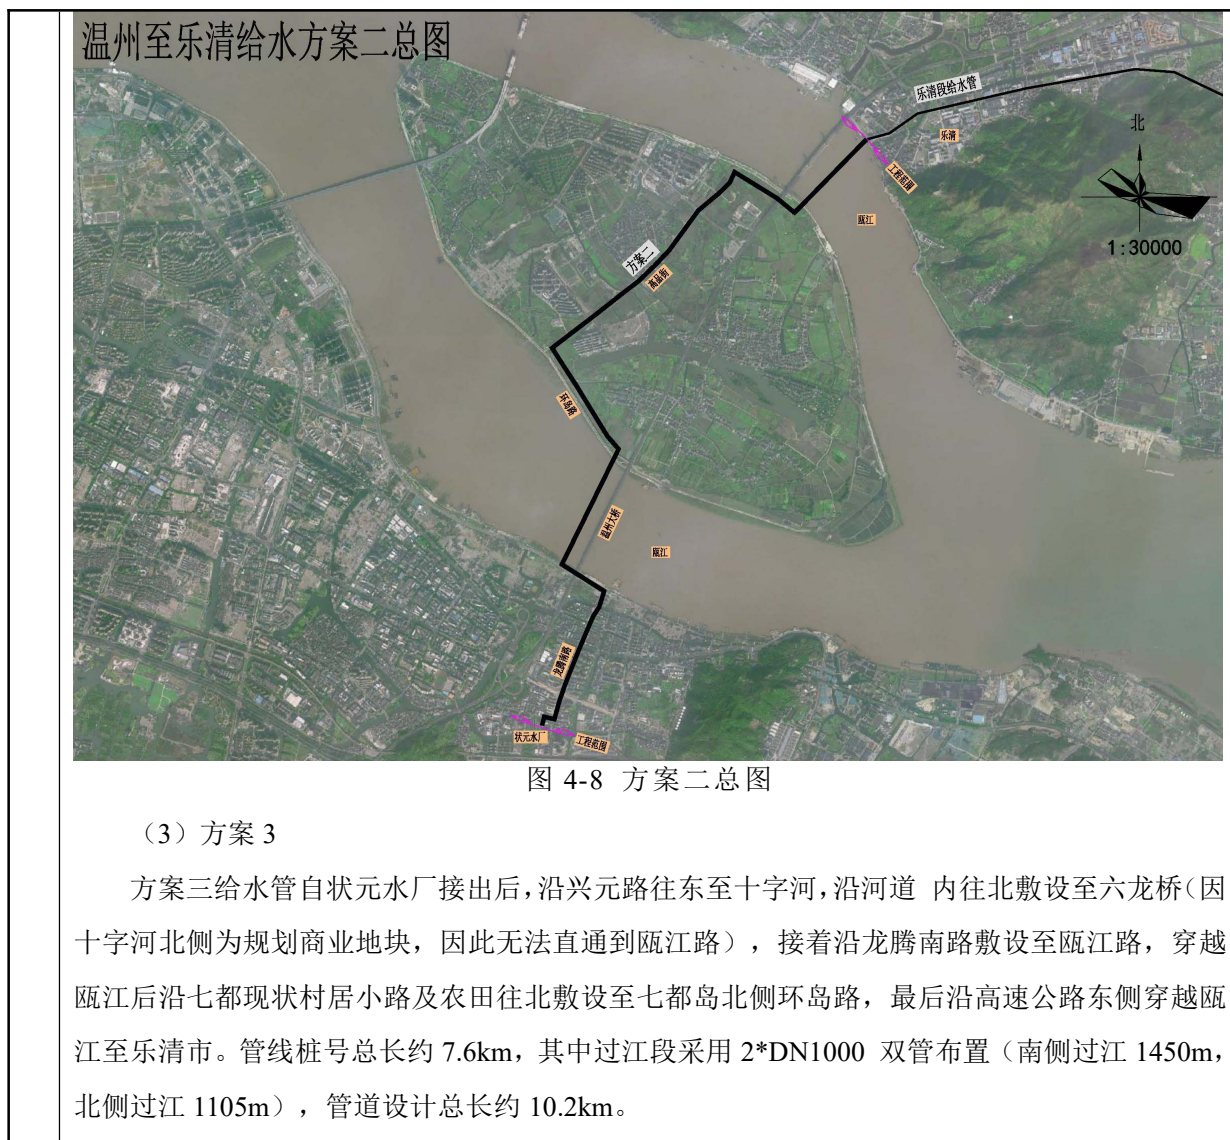 温州至乐清给水方案二总图
乐清段给水管
乐清
北
工程范围
瓯江
1:30000
方案二
高品街
环岛路
温州大桥
瓯江
龙腾南路
状元水厂
工程范围
图 4-8 方案二总图
（3）方案 3
方案三给水管自状元水厂接出后，沿兴元路往东至十字河，沿河道 内往北敷设至六龙桥（因
十字河北侧为规划商业地块，因此无法直通到瓯江路），接着沿龙腾南路敷设至瓯江路，穿越
瓯江后沿七都现状村居小路及农田往北敷设至七都岛北侧环岛路，最后沿高速公路东侧穿越瓯
江至乐清市。管线桩号总长约 7.6km，其中过江段采用 2*DN1000 双管布置（南侧过江 1450m，
北侧过江 1105m），管道设计总长约 10.2km。